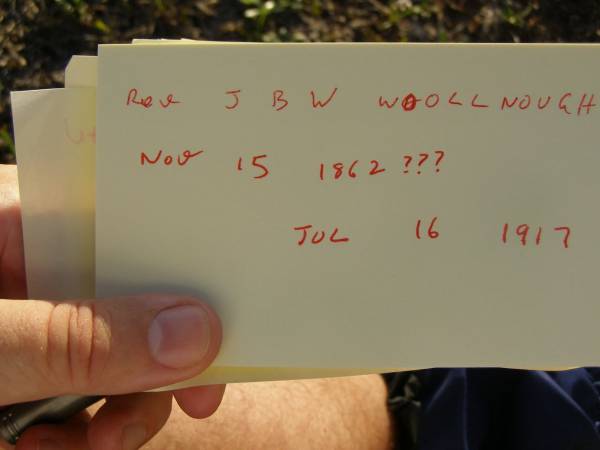 Rev J B W WOOLLNOUGH
Nov 15 1862 ???
JUL 16 1917